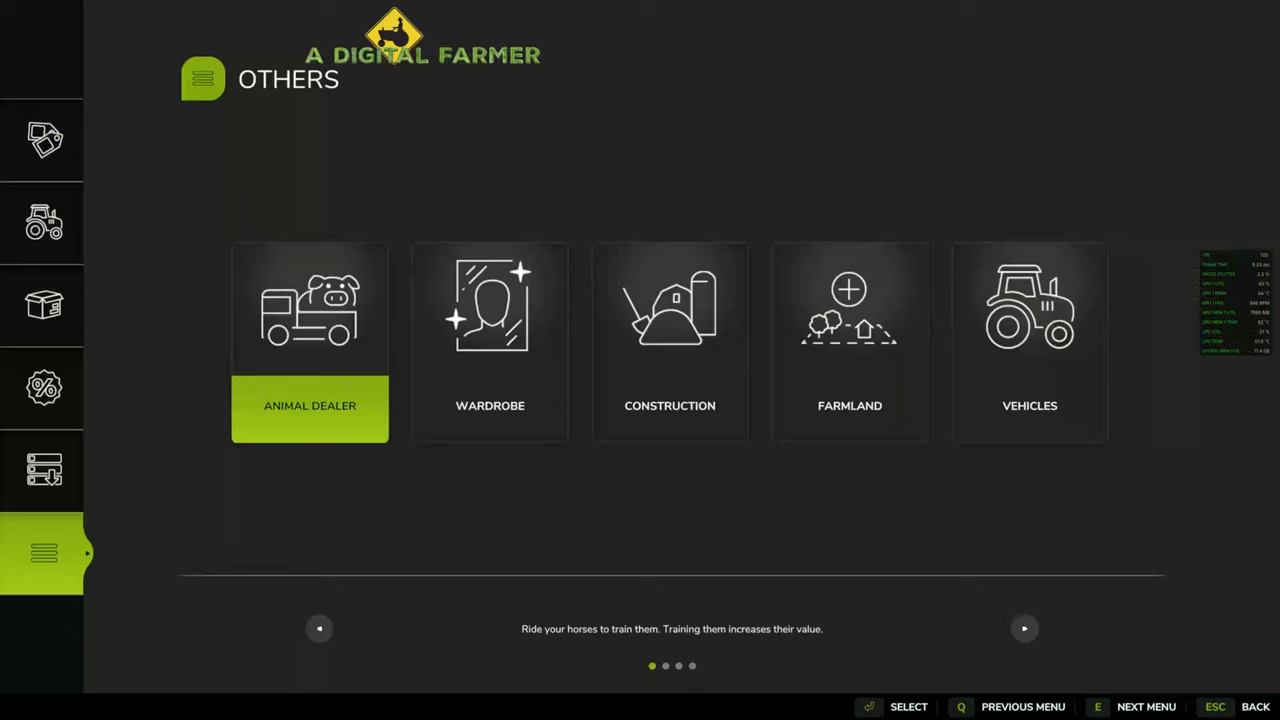 A DIGITAL FARMER
OTHERS
ANIMAL DEALER
WARDROBE
CONSTRUCTION
FARMLAND
VEHICLES
Ride your horses to train them. Training them increases their value.
SELECT
Q PREVIOUS MENU
E NEXT MENU
ESC BACK